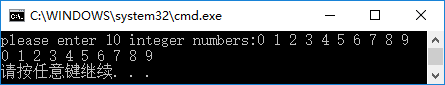 C:\WINDOWS\system32\cmd.exe
please enter 10 integer numbers:0 1 2 3 4 5 6 7 8 9
0 1 2 3 4 5 6 7 8 9
请按任意键继续. . .